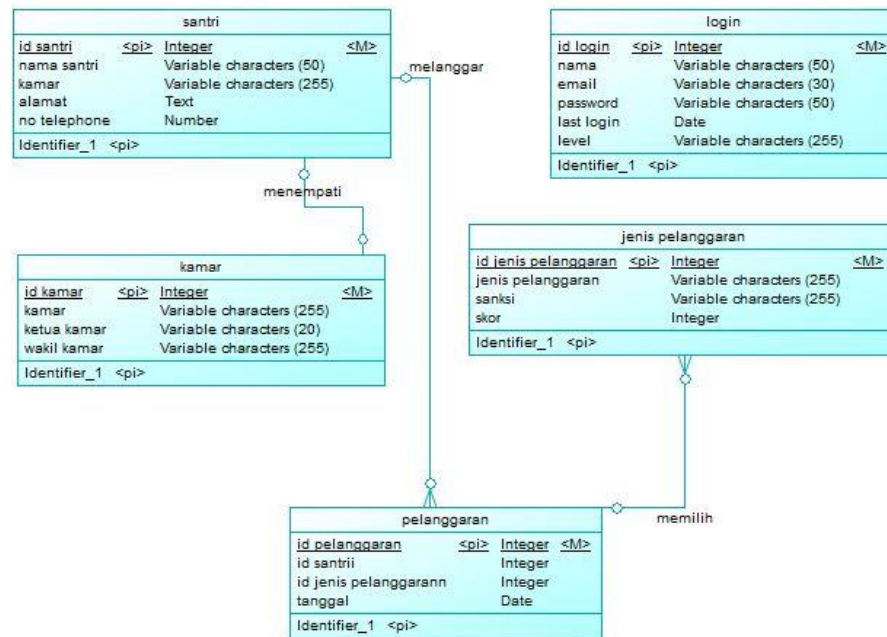 santri
id santri <pi> Integer <M>
nama santri Variable characters (50)
kamar Variable characters (255)
alamat Text
no telephone Number
Identifier_1 <pi>
login
id login <pi> Integer <M>
nama Variable characters (50)
email Variable characters (30)
password Variable characters (50)
last login Date
level Variable characters (255)
Identifier_1 <pi>
melanggar
menempati
kamar
id kamar <pi> Integer <M>
kamar Variable characters (255)
ketua kamar Variable characters (20)
wakil kamar Variable characters (255)
Identifier_1 <pi>
jenis pelanggaran
id jenis pelanggaran <pi> Integer <M>
jenis pelanggaran Variable characters (255)
sanksi Variable characters (255)
skor Integer
Identifier_1 <pi>
memilih
pelanggaran
id pelanggaran <pi> Integer <M>
id santrii Integer
id jenis pelanggarann Integer
tanggal Date
Identifier_1 <pi>